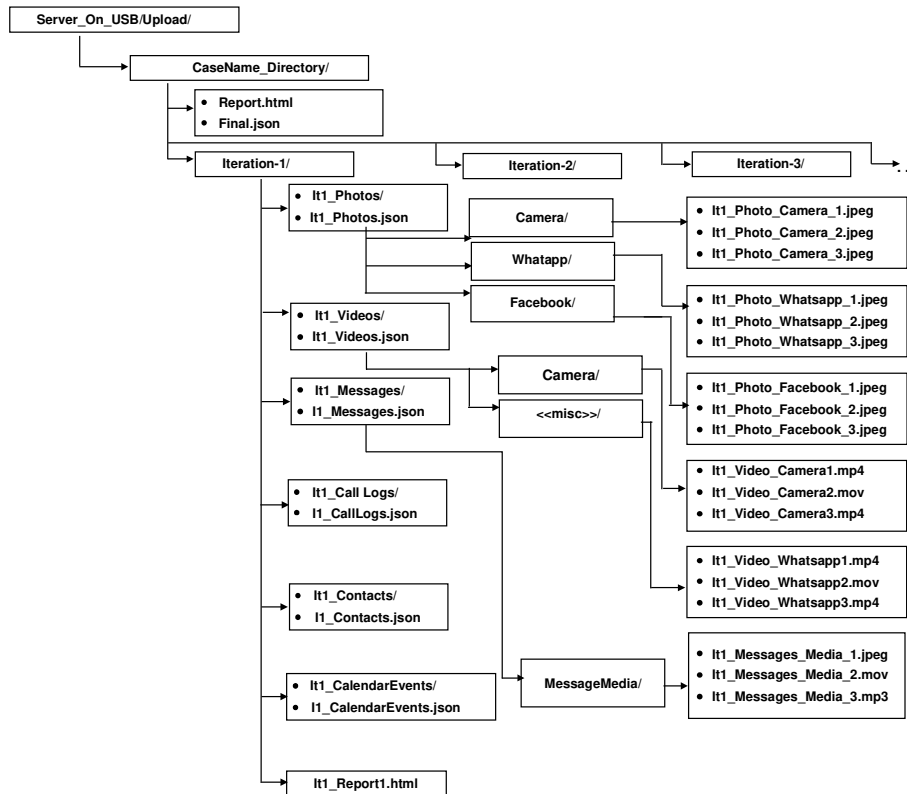 Server_On_USB/Upload/
CaseName_Directory/
• Report.html
• Final.json
Iteration-1/
Iteration-2/
Iteration-3/
. .
• It1_Photos/
• It1_Photos.json
Camera/
Whatapp/
Facebook/
• It1_Photo_Camera_1.jpeg
• It1_Photo_Camera_2.jpeg
• It1_Photo_Camera_3.jpeg
• It1_Photo_Whatsapp_1.jpeg
• It1_Photo_Whatsapp_2.jpeg
• It1_Photo_Whatsapp_3.jpeg
• It1_Photo_Facebook_1.jpeg
• It1_Photo_Facebook_2.jpeg
• It1_Photo_Facebook_3.jpeg
• It1_Videos/
• It1_Videos.json
Camera/
<<misc>>/
• It1_Video_Camera1.mp4
• It1_Video_Camera2.mov
• It1_Video_Camera3.mp4
• It1_Video_Whatsapp1.mp4
• It1_Video_Whatsapp2.mov
• It1_Video_Whatsapp3.mp4
• It1_Messages/
• I1_Messages.json
MessageMedia/
• It1_Messages_Media_1.jpeg
• It1_Messages_Media_2.mov
• It1_Messages_Media_3.mp3
• It1_Call Logs/
• I1_CallLogs.json
• It1_Contacts/
• I1_Contacts.json
• It1_CalendarEvents/
• I1_CalendarEvents.json
• It1_Report1.html